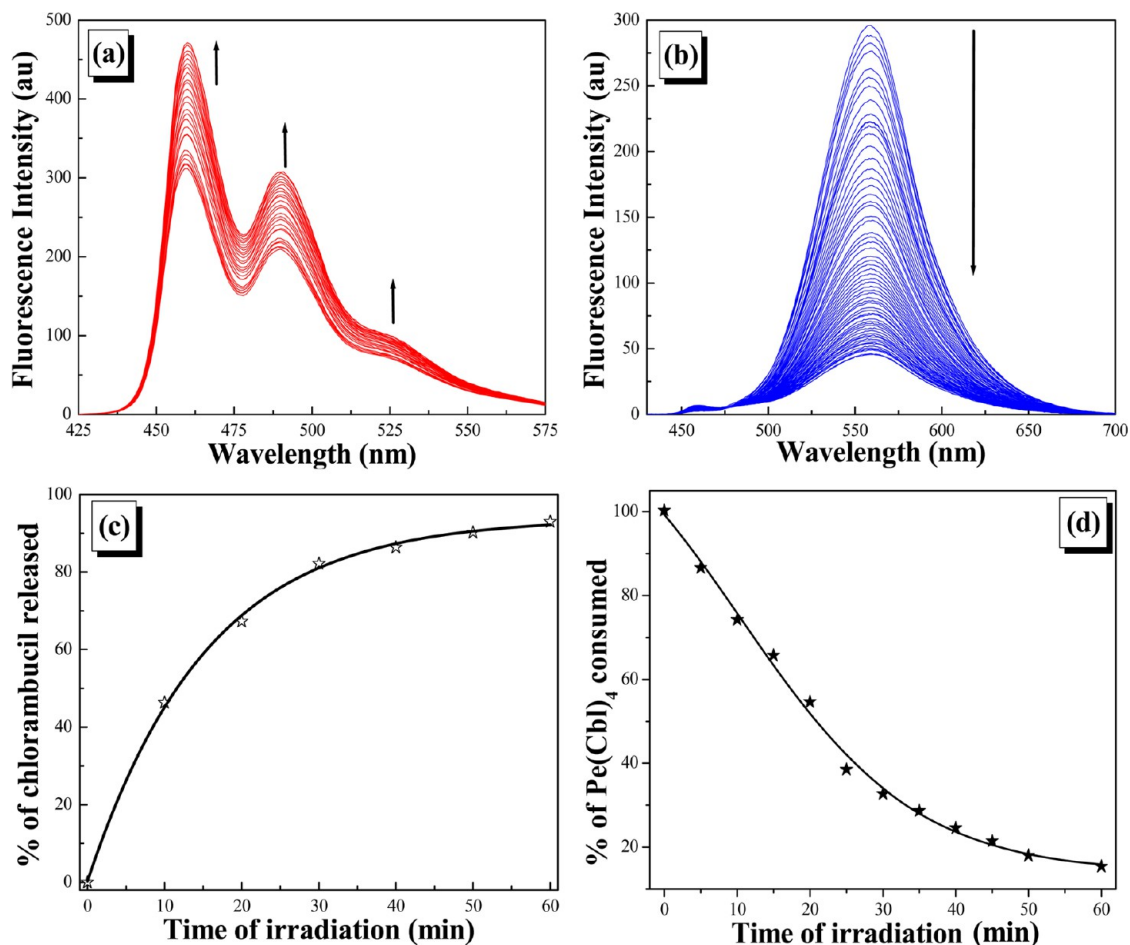 (a)
Fluorescence Intensity (au)
500
400
300
200
100
0
425 450 475 500 525 550 575
Wavelength (nm)
(b)
Fluorescence Intensity (au)
300
250
200
150
100
50
0
450 500 550 600 650 700
Wavelength (nm)
(c)
% of chlorambucil released
100
80
60
40
20
0
0 10 20 30 40 50 60
Time of irradiation (min)
(d)
% of Pe(Cbl)4 consumed
100
80
60
40
20
0 10 20 30 40 50 60
Time of irradiation (min)